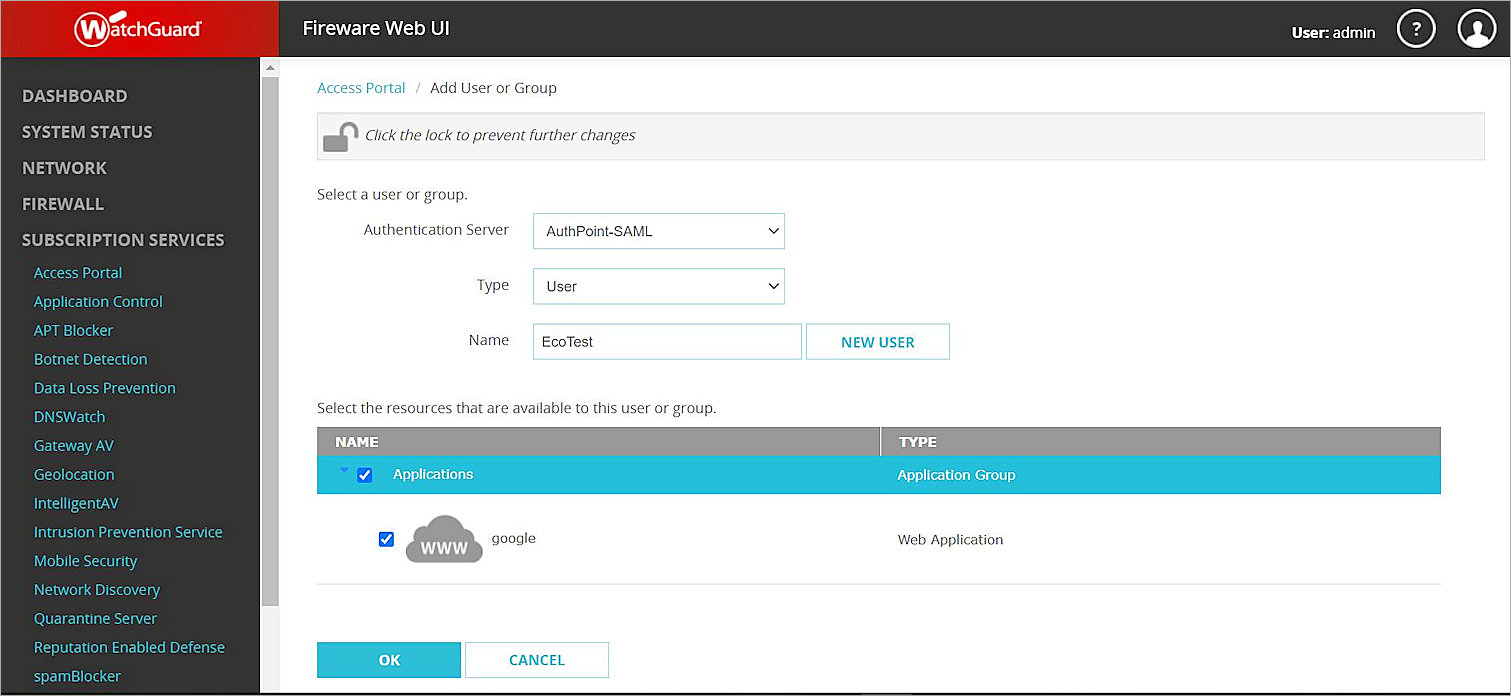 WatchGuard
Fireware Web UI
User: admin
?
DASHBOARD
SYSTEM STATUS
NETWORK
FIREWALL
SUBSCRIPTION SERVICES
Access Portal
Application Control
APT Blocker
Botnet Detection
Data Loss Prevention
DNSWatch
Gateway AV
Geolocation
IntelligentAV
Intrusion Prevention Service
Mobile Security
Network Discovery
Quarantine Server
Reputation Enabled Defense
spamBlocker
Access Portal / Add User or Group
Click the lock to prevent further changes
Select a user or group.
Authentication Server AuthPoint-SAML
Type User
Name EcoTest NEW USER
Select the resources that are available to this user or group.
NAME TYPE
Applications Application Group
www google Web Application
OK CANCEL